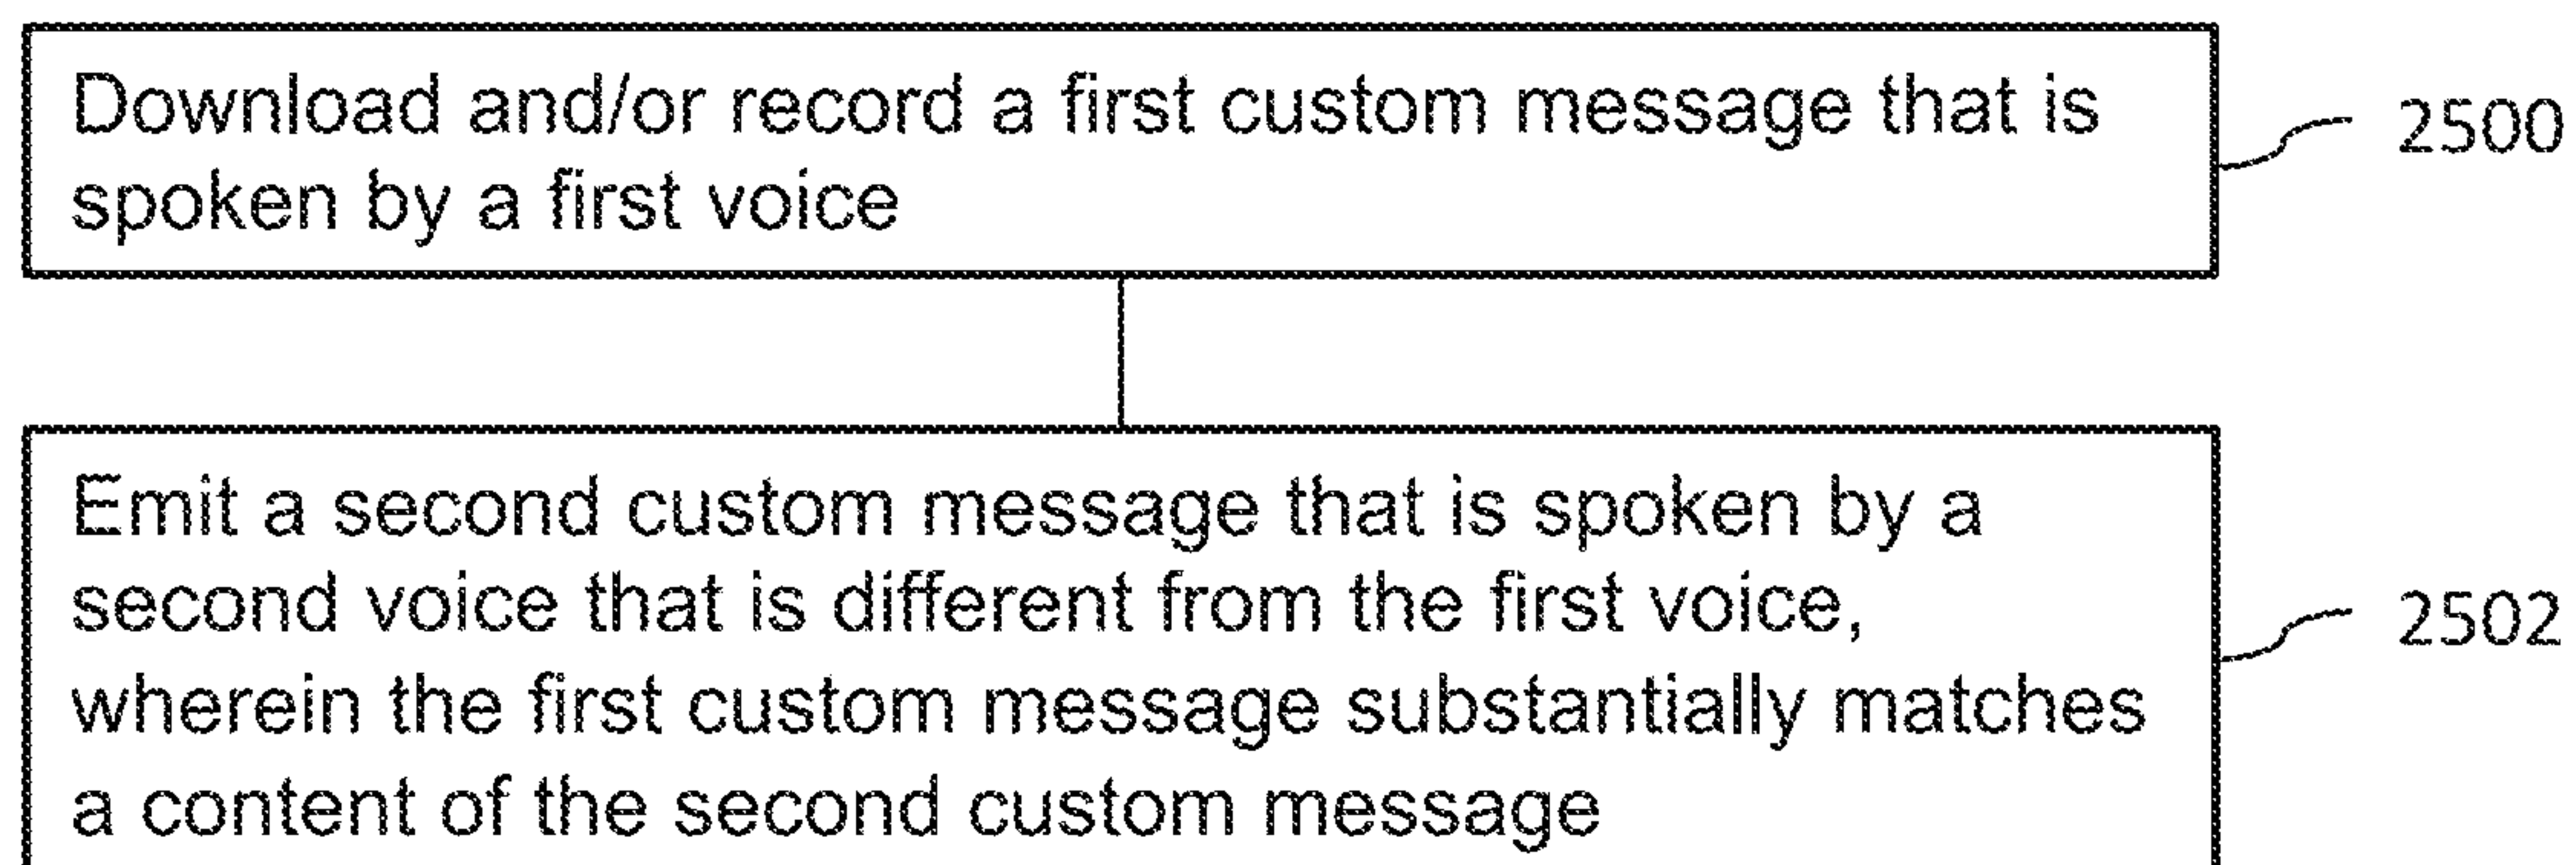 Download and/or record a first custom message that is
spoken by a first voice
2500
Emit a second custom message that is spoken by a
second voice that is different from the first voice,
wherein the first custom message substantially matches
a content of the second custom message
2502